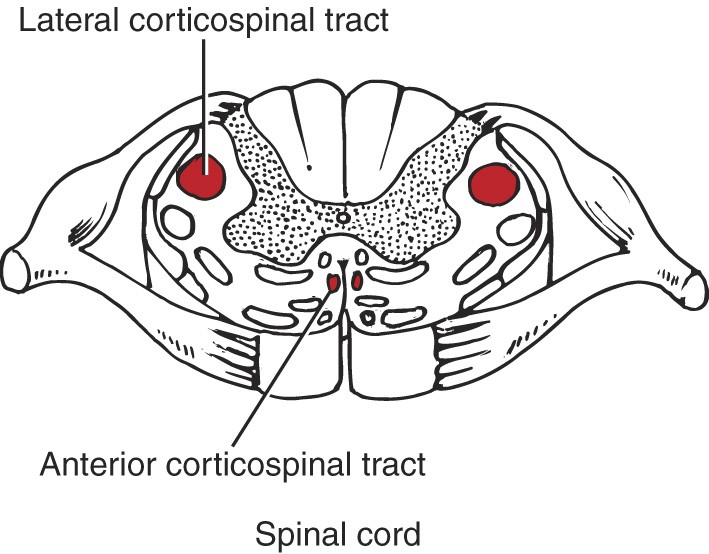 Lateral corticospinal tract
Anterior corticospinal tract
Spinal cord